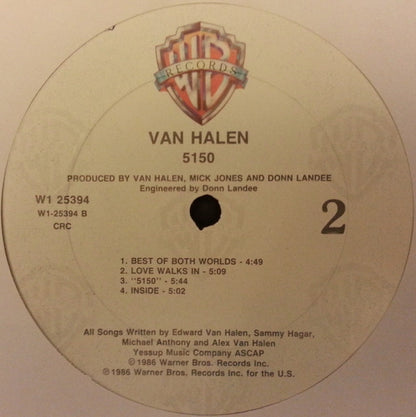 WB
RECORDS
VAN HALEN
5150
PRODUCED BY VAN HALEN, MICK JONES AND DONN LANDEE
Engineered by Donn Landee
W1 25394
W1-25394 B
CRC
2
1. BEST OF BOTH WORLDS - 4:49
2. LOVE WALKS IN - 5:09
3. "5150" - 5:44
4. INSIDE - 5:02
All Songs Written by Edward Van Halen, Sammy Hagar,
Michael Anthony and Alex Van Halen
Yessup Music Company ASCAP
©1986 Warner Bros. Records Inc.
℗1986 Warner Bros. Records Inc. for the U.S.